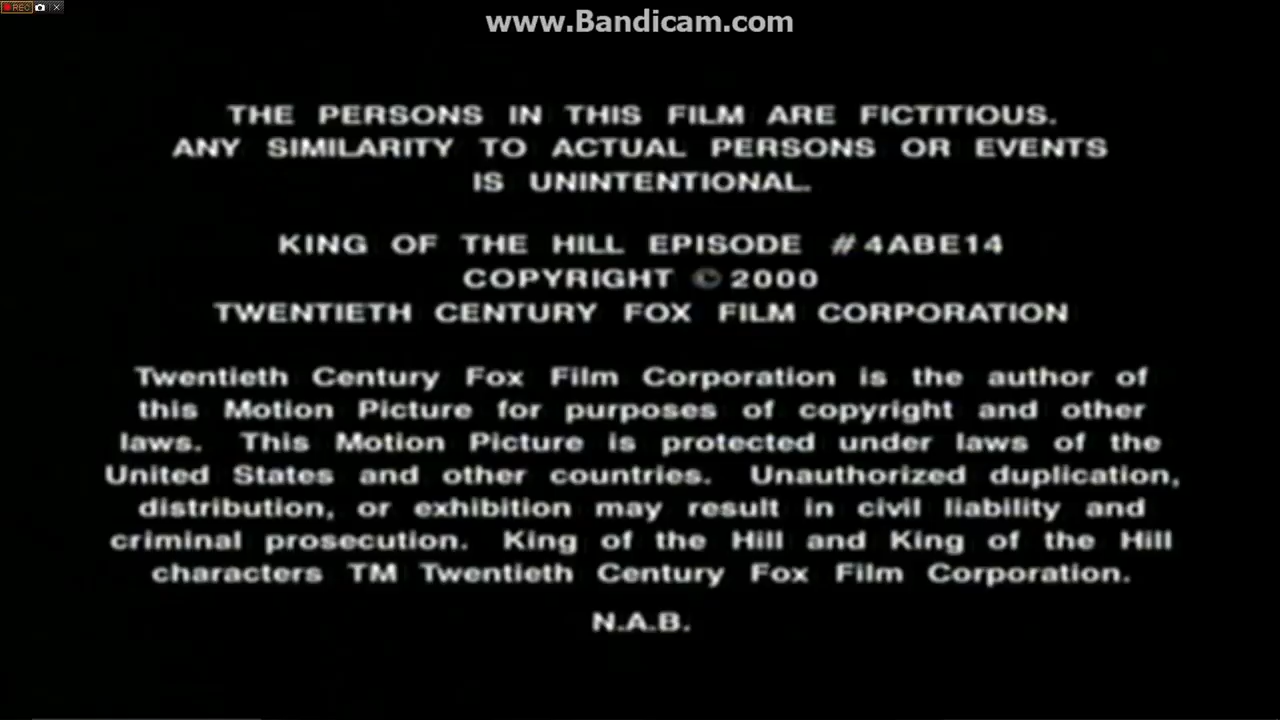 REC
www.Bandicam.com
THE PERSONS IN THIS FILM ARE FICTITIOUS.
ANY SIMILARITY TO ACTUAL PERSONS OR EVENTS
IS UNINTENTIONAL.
KING OF THE HILL EPISODE #4ABE14
COPYRIGHT © 2000
TWENTIETH CENTURY FOX FILM CORPORATION
Twentieth Century Fox Film Corporation is the author of
this Motion Picture for purposes of copyright and other
laws. This Motion Picture is protected under laws of the
United States and other countries. Unauthorized duplication,
distribution, or exhibition may result in civil liability and
criminal prosecution. King of the Hill and King of the Hill
characters TM Twentieth Century Fox Film Corporation.
N.A.B.